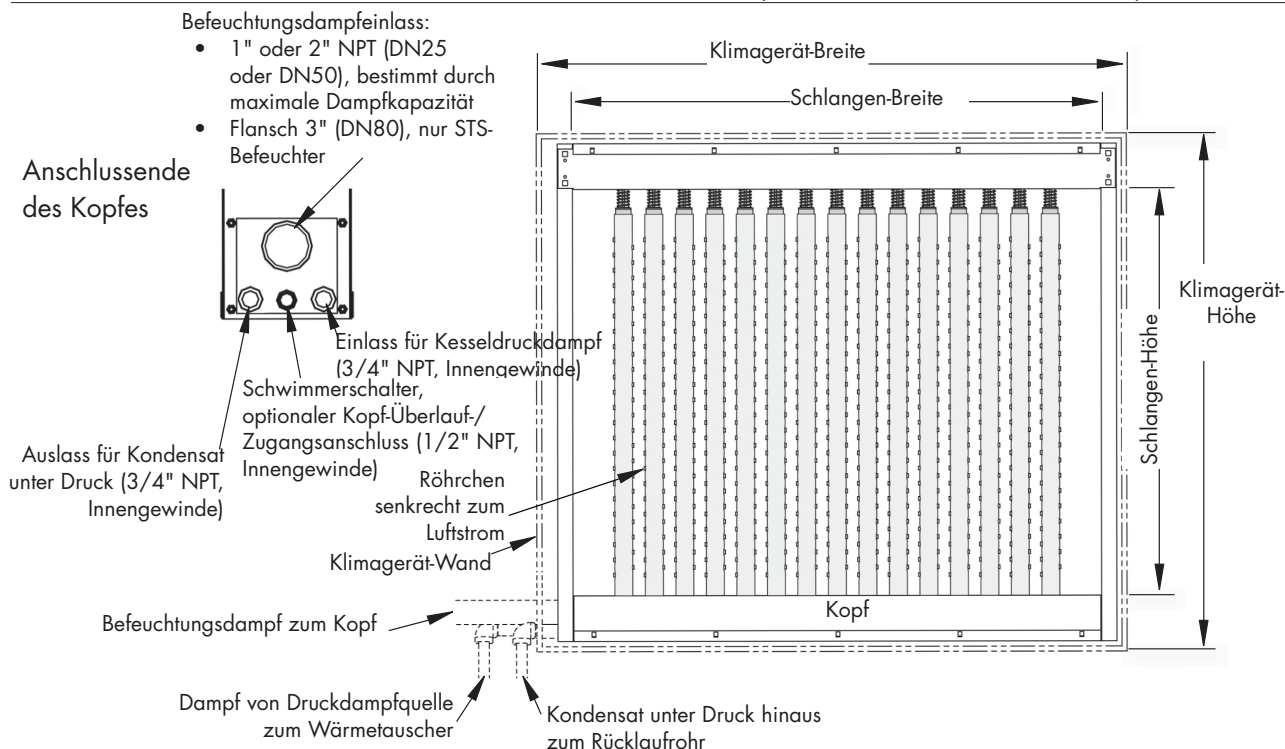 Befeuchtungsdampfeinlass:
• 1" oder 2" NPT (DN25
oder DN50), bestimmt durch
maximale Dampfkapazität
• Flansch 3" (DN80), nur STS-
Befeuchter
Anschlussende
des Kopfes
Einlass für Kesseldruckdampf
(3/4" NPT, Innengewinde)
Schwimmerschalter,
optionaler Kopf-Überlauf-/
Zugangsanschluss (1/2" NPT,
Innengewinde)
Auslass für Kondensat
unter Druck (3/4" NPT,
Innengewinde)
Röhrchen
senkrecht zum
Luftstrom
Klimagerät-Wand
Befeuchtungsdampf zum Kopf
Dampf von Druckdampfquelle
zum Wärmetauscher
Kondensat unter Druck hinaus
zum Rücklaufrohr
Klimagerät-Breite
Schlangen-Breite
Kopf
Schlangen-Höhe
Klimagerät-
Höhe